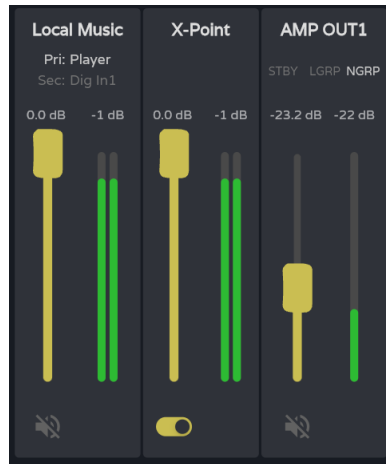 Local Music
Pri: Player
Sec: Dig In1
0.0 dB -1 dB
X-Point
0.0 dB -1 dB
AMP OUT1
STBY LGRP NGRP
-23.2 dB -22 dB